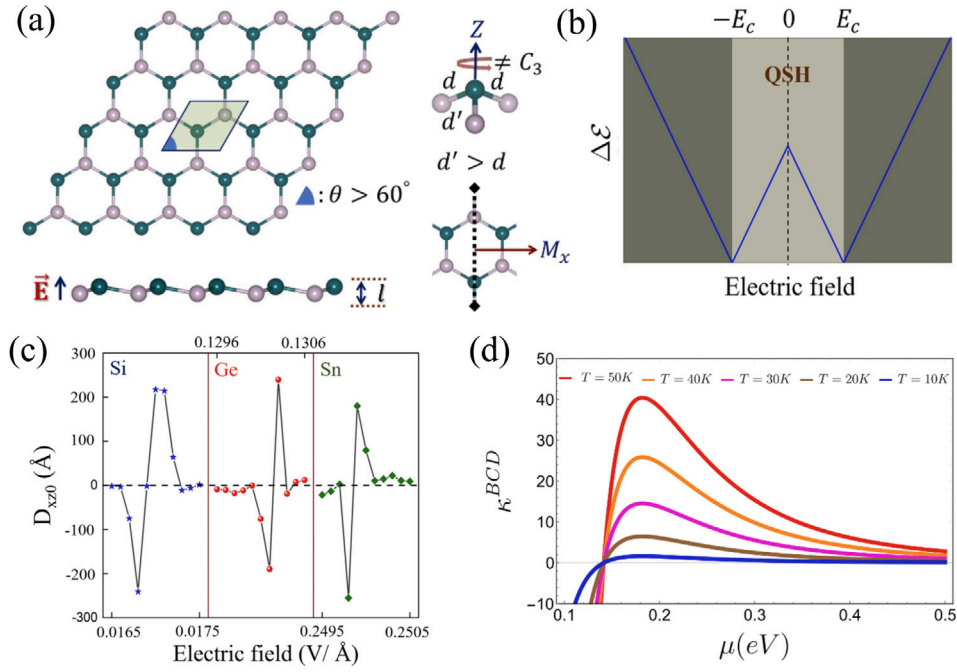 (a)
Z
≠ C₃
d d
d′
d′ > d
: θ > 60°
Mₓ
E⃗
l
(b)
−E_c 0 E_c
QSH
Δℰ
Electric field
(c)
0.1296 0.1306
Si Ge Sn
300
200
100
0
-100
-200
-300
D_xz0 (Å)
0.0165 0.0175 0.2495 0.2505
Electric field (V/ Å)
(d)
50
T = 50K T = 40K T = 30K T = 20K T = 10K
40
30
20
10
0
−10
κ^BCD
0.1 0.2 0.3 0.4 0.5
μ(eV)